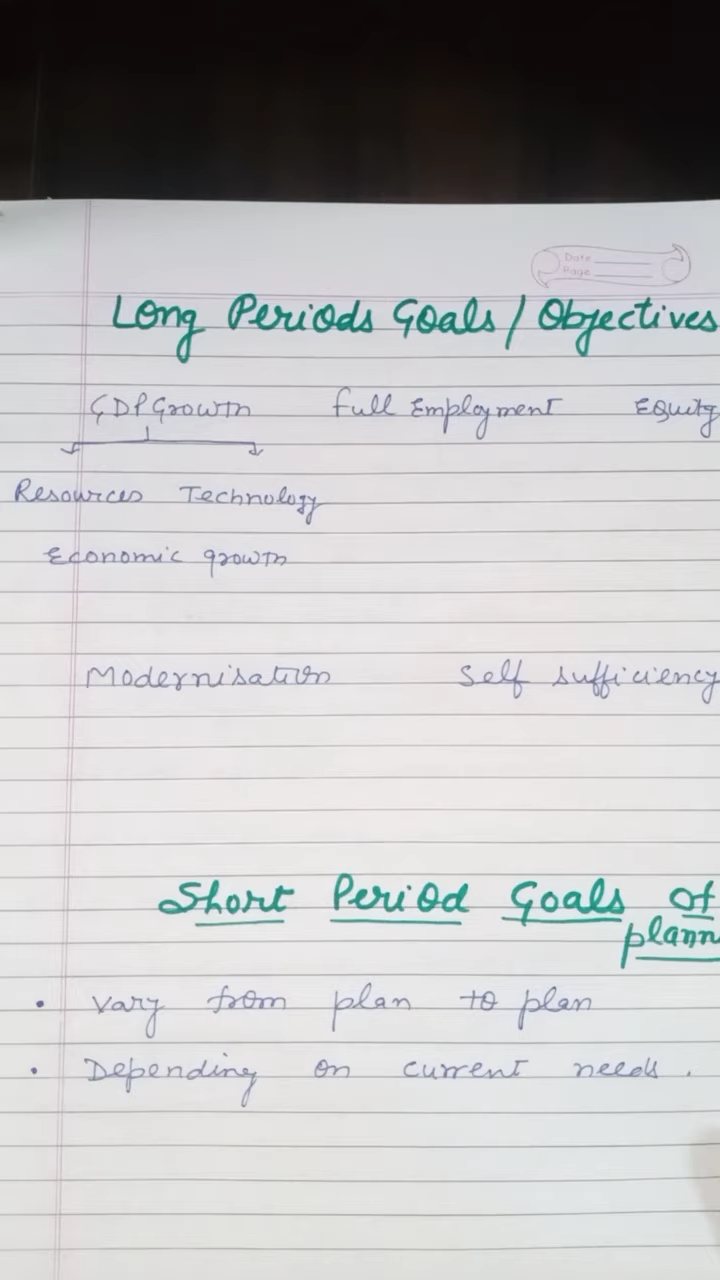 Date
Page
Long Periods Goals / Objectives
GDP Growth Full Employment Equity
Resources Technology
Economic growth
Modernisation Self sufficiency
Short Period Goals of
plann
• Vary from plan to plan
• Depending on current needs.